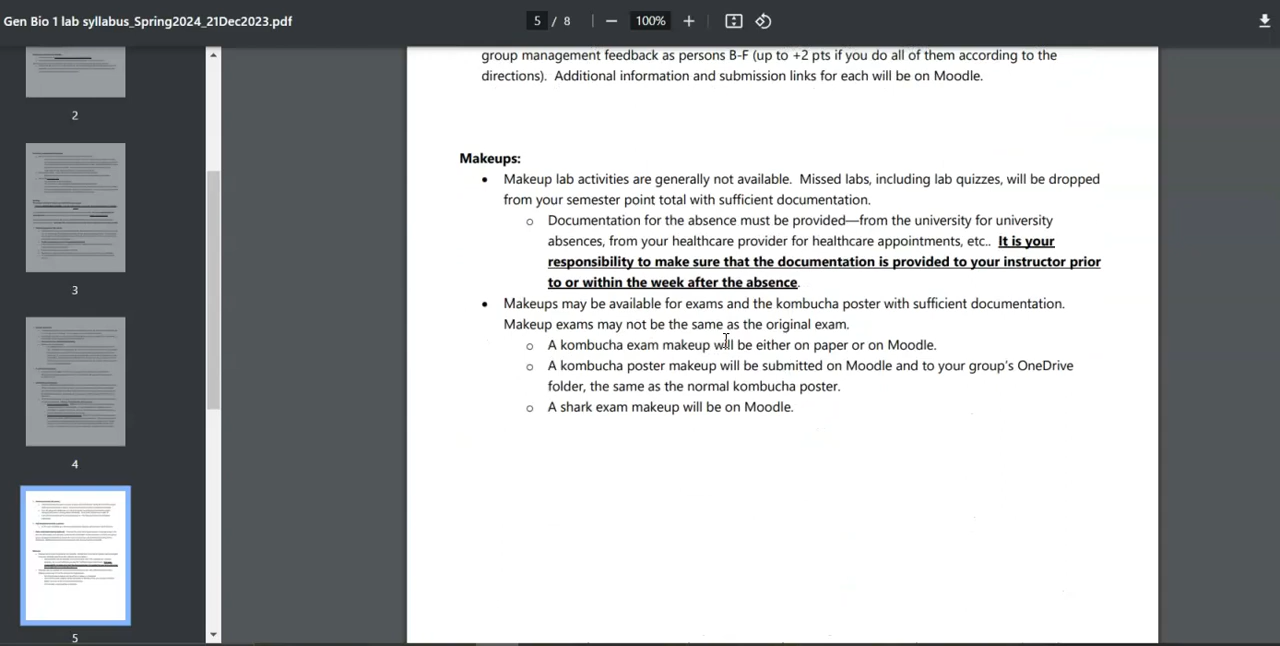 Gen Bio 1 lab syllabus_Spring2024_21Dec2023.pdf
5 / 8
100%
2
3
4
5
group management feedback as persons B-F (up to +2 pts if you do all of them according to the
directions).  Additional information and submission links for each will be on Moodle.
Makeups:
• Makeup lab activities are generally not available.  Missed labs, including lab quizzes, will be dropped
from your semester point total with sufficient documentation.
o Documentation for the absence must be provided—from the university for university
absences, from your healthcare provider for healthcare appointments, etc..  It is your
responsibility to make sure that the documentation is provided to your instructor prior
to or within the week after the absence.
• Makeups may be available for exams and the kombucha poster with sufficient documentation.
Makeup exams may not be the same as the original exam.
o A kombucha exam makeup will be either on paper or on Moodle.
o A kombucha poster makeup will be submitted on Moodle and to your group's OneDrive
folder, the same as the normal kombucha poster.
o A shark exam makeup will be on Moodle.